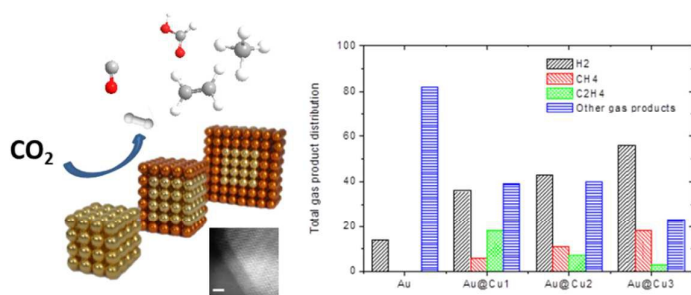 CO2
Total gas product distribution
100
80
60
40
20
0
H2
CH4
C2H4
Other gas products
Au
Au@Cu1
Au@Cu2
Au@Cu3